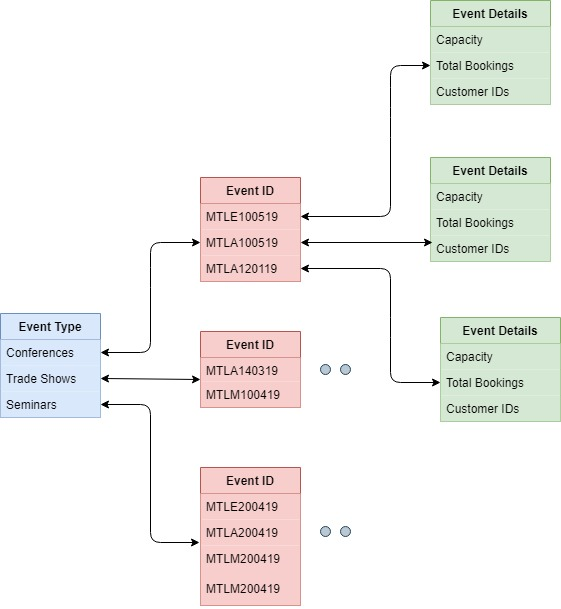 Event Details
Capacity
Total Bookings
Customer IDs
Event Details
Capacity
Total Bookings
Customer IDs
Event ID
MTLE100519
MTLA100519
MTLA120119
Event Type
Conferences
Trade Shows
Seminars
Event ID
MTLA140319
MTLM100419
Event Details
Capacity
Total Bookings
Customer IDs
Event ID
MTLE200419
MTLA200419
MTLM200419
MTLM200419